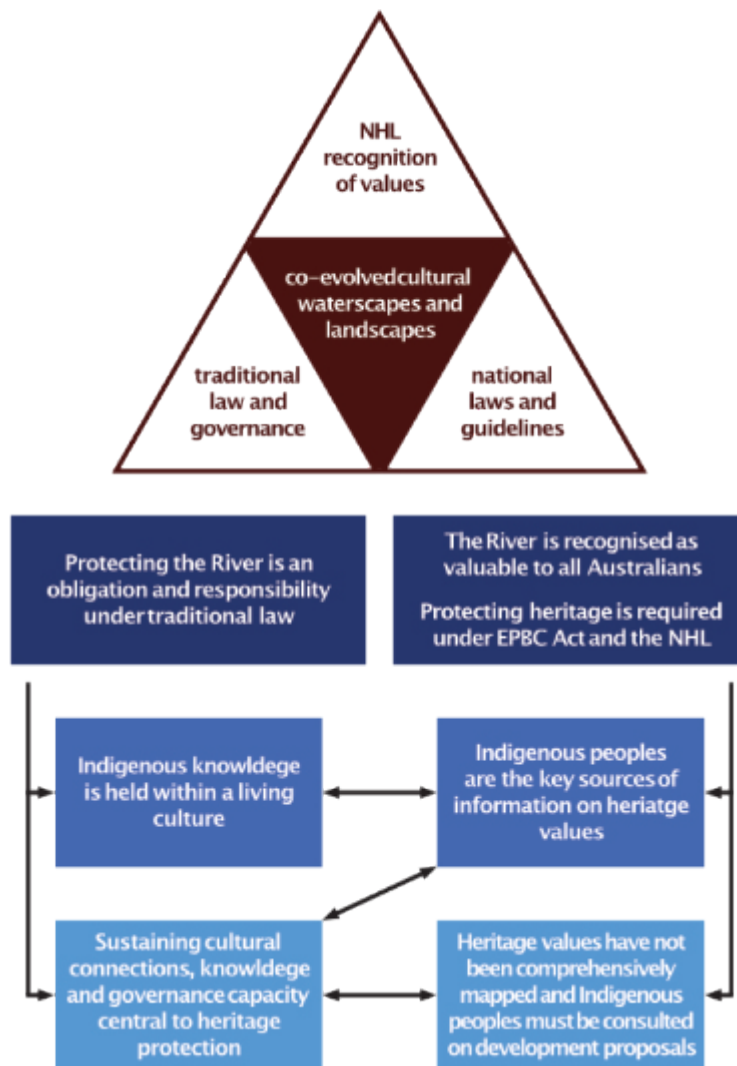 NHL
recognition
of values
co-evolvedcultural
waterscapes and
landscapes
traditional
law and
governance
national
laws and
guidelines
Protecting the River is an
obligation and responsibility
under traditional law
The River is recognised as
valuable to all Australians
Protecting heritage is required
under EPBC Act and the NHL
Indigenous knowldege
is held within a living
culture
Indigenous peoples
are the key sources of
information on heriatge
values
Sustaining cultural
connections, knowldege
and governance capacity
central to heritage
protection
Heritage values have not
been comprehensively
mapped and Indigenous
peoples must be consulted
on development proposals